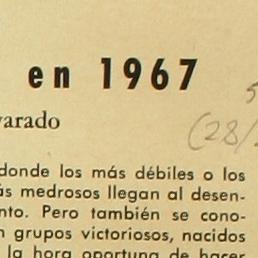 en 1967
varado
(28/
donde los más débiles o los
ás medrosos llegan al desen-
nto. Pero también se cono-
n grupos victoriosos, nacidos
la hora oportuna de hacer